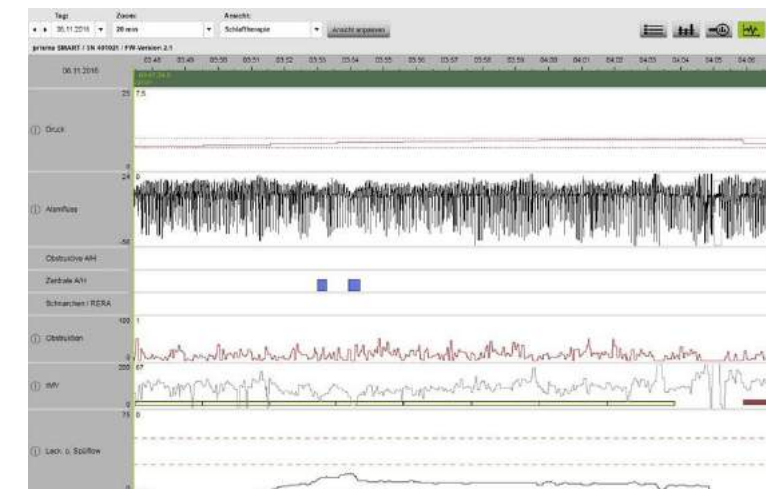 Tag: Zoom: Ansicht:
06.11.2016 20 min Schlaftherapie Ansicht anpassen
prisma SMART / SN 401021 / FW-Version 2.1
06.11.2016
03:48 03:49 03:50 03:51 03:52 03:53 03:54 03:55 03:56 03:57 03:58 03:59 04:00 04:01 04:02 04:03 04:04 04:05 04:06
25 7,5
Druck
0
24 0
Atemfluss
-56
Obstruktive A/H
Zentrale A/H
Schnarchen / RERA
100 1
Obstruktion
0
200 67
rMV
0
75 0
Leck. o. Spülflow
0